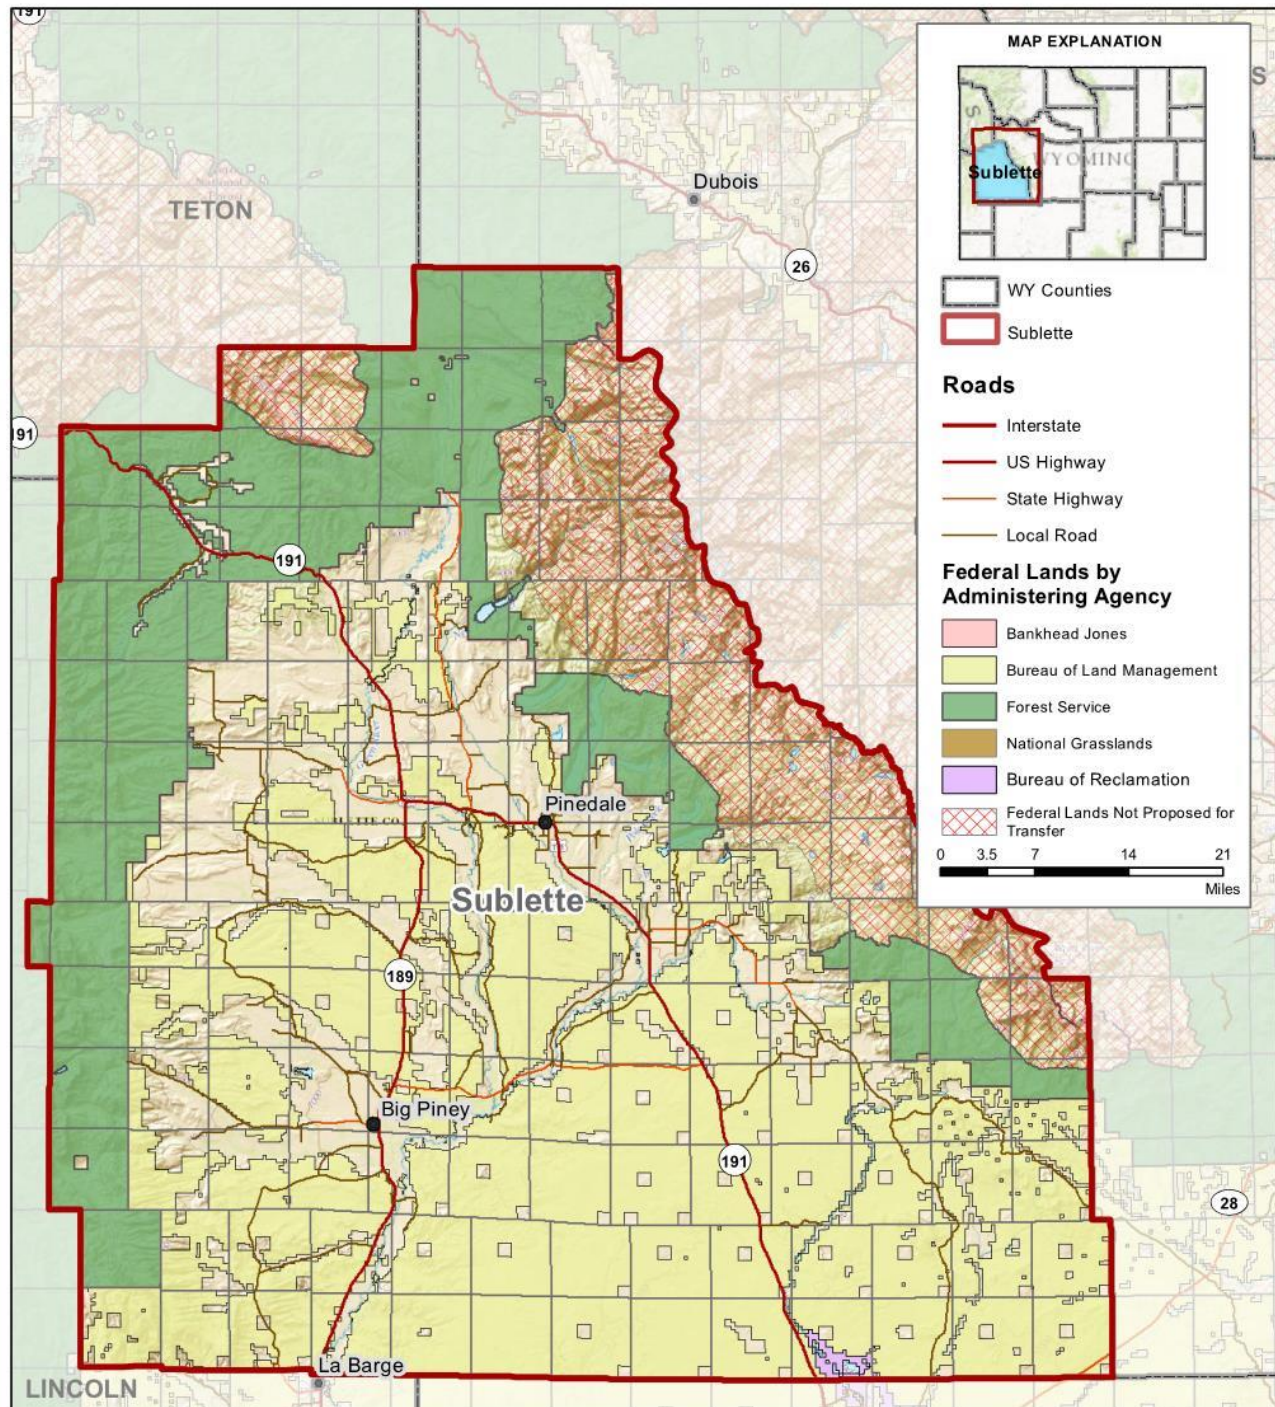 191
MAP EXPLANATION
WYOMING
Sublette
WY Counties
Sublette
Roads
Interstate
US Highway
State Highway
Local Road
Federal Lands by
Administering Agency
Bankhead Jones
Bureau of Land Management
Forest Service
National Grasslands
Bureau of Reclamation
Federal Lands Not Proposed for
Transfer
0 3.5 7 14 21
Miles
S
Dubois
TETON
26
191
191
Pinedale
Sublette
189
Big Piney
191
28
La Barge
LINCOLN